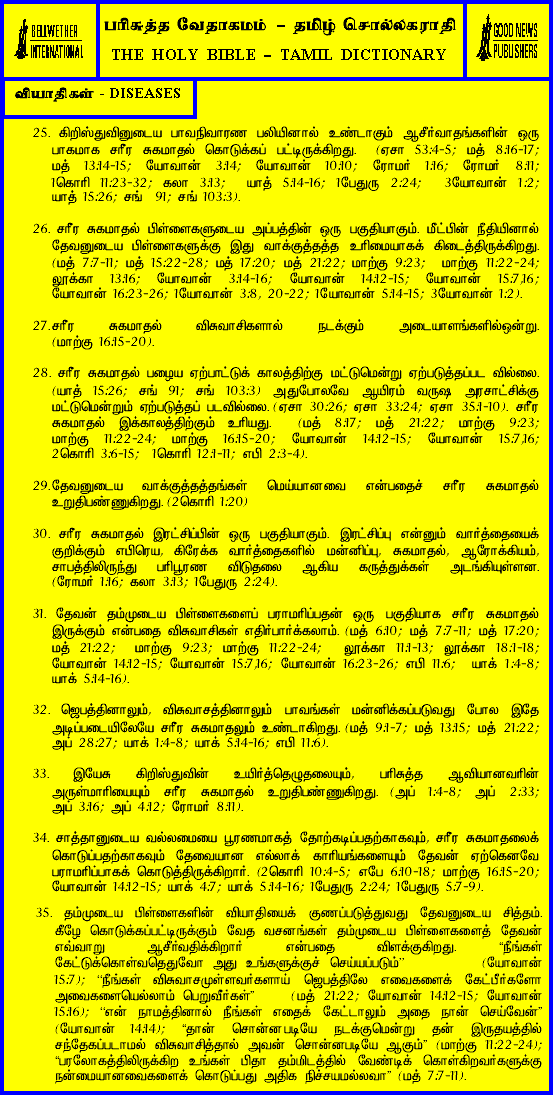 BELLWETHER
INTERNATIONAL
பரிசுத்த வேதாகமம் – தமிழ் சொல்லகராதி
THE HOLY BIBLE – TAMIL DICTIONARY
GOOD NEWS
PUBLISHERS
வியாதிகள் - DISEASES
25. கிறிஸ்துவினுடைய பாவநிவாரண பலியினால் உண்டாகும் ஆசீர்வாதங்களின் ஒரு
பாகமாக சரீர சுகமாதல் கொடுக்கப் பட்டிருக்கிறது. (ஏசா 53:4-5; மத் 8:16-17;
மத் 13:14-15; யோவான் 3:14; யோவான் 10:10; ரோமர் 1:16; ரோமர் 8:11;
1கொரி 11:23-32; கலா 3:13; யாத் 5:14-16; 1பேதுரு 2:24; 3யோவான் 1:2;
யாத் 15:26; சங் 91; சங் 103:3).
26. சரீர சுகமாதல் பிள்ளைகளுடைய அப்பத்தின் ஒரு பகுதியாகும். மீட்பின் நீதியினால்
தேவனுடைய பிள்ளைகளுக்கு இது வாக்குத்தத்த உரிமையாகக் கிடைத்திருக்கிறது.
(மத் 7:7-11; மத் 15:22-28; மத் 17:20; மத் 21:22; மாற்கு 9:23; மாற்கு 11:22-24;
லூக்கா 13:16; யோவான் 3:14-16; யோவான் 14:12-15; யோவான் 15:7,16;
யோவான் 16:23-26; 1யோவான் 3:8, 20-22; 1யோவான் 5:14-15; 3யோவான் 1:2).
27.சரீர சுகமாதல் விசுவாசிகளால் நடக்கும் அடையாளங்களில்ஒன்று.
(மாற்கு 16:15-20).
28. சரீர சுகமாதல் பழைய ஏற்பாட்டுக் காலத்திற்கு மட்டுமென்று ஏற்படுத்தப்பட வில்லை.
(யாத் 15:26; சங் 91; சங் 103:3) அதுபோலவே ஆயிரம் வருஷ அரசாட்சிக்கு
மட்டுமென்றும் ஏற்படுத்தப் படவில்லை. (ஏசா 30:26; ஏசா 33:24; ஏசா 35:1-10). சரீர
சுகமாதல் இக்காலத்திற்கும் உரியது. (மத் 8:17; மத் 21:22; மாற்கு 9:23;
மாற்கு 11:22-24; மாற்கு 16:15-20; யோவான் 14:12-15; யோவான் 15:7,16;
2கொரி 3:6-15; 1கொரி 12:1-11; எபி 2:3-4).
29.தேவனுடைய வாக்குத்தத்தங்கள் மெய்யானவை என்பதைச் சரீர சுகமாதல்
உறுதிபண்ணுகிறது. (2கொரி 1:20)
30. சரீர சுகமாதல் இரட்சிப்பின் ஒரு பகுதியாகும். இரட்சிப்பு என்னும் வார்த்தையைக்
குறிக்கும் எபிரெய, கிரேக்க வார்த்தைகளில் மன்னிப்பு, சுகமாதல், ஆரோக்கியம்,
சாபத்திலிருந்து பரிபூரண விடுதலை ஆகிய கருத்துக்கள் அடங்கியுள்ளன.
(ரோமர் 1:16; கலா 3:13; 1பேதுரு 2:24).
31. தேவன் தம்முடைய பிள்ளைகளைப் பராமரிப்பதன் ஒரு பகுதியாக சரீர சுகமாதல்
இருக்கும் என்பதை விசுவாசிகள் எதிர்பார்க்கலாம். (மத் 6:10; மத் 7:7-11; மத் 17:20;
மத் 21:22; மாற்கு 9:23; மாற்கு 11:22-24; லூக்கா 11:1-13; லூக்கா 18:1-18;
யோவான் 14:12-15; யோவான் 15:7,16; யோவான் 16:23-26; எபி 11:6; யாக் 1:4-8;
யாக் 5:14-16).
32. ஜெபத்தினாலும், விசுவாசத்தினாலும் பாவங்கள் மன்னிக்கப்படுவது போல இதே
அடிப்படையிலேயே சரீர சுகமாதலும் உண்டாகிறது. (மத் 9:1-7; மத் 13:15; மத் 21:22;
அப் 28:27; யாக் 1:4-8; யாக் 5:14-16; எபி 11:6).
33. இயேசு கிறிஸ்துவின் உயிர்த்தெழுதலையும், பரிசுத்த ஆவியானவரின்
அருள்மாரியையும் சரீர சுகமாதல் உறுதிபண்ணுகிறது. (அப் 1:4-8; அப் 2:33;
அப் 3:16; அப் 4:12; ரோமர் 8:11).
34. சாத்தானுடைய வல்லமையை பூரணமாகத் தோற்கடிப்பதற்காகவும், சரீர சுகமாதலைக்
கொடுப்பதற்காகவும் தேவையான எல்லாக் காரியங்களையும் தேவன் ஏற்கெனவே
பராமரிப்பாகக் கொடுத்திருக்கிறார். (2கொரி 10:4-5; எபே 6:10-18; மாற்கு 16:15-20;
யோவான் 14:12-15; யாக் 4:7; யாக் 5:14-16; 1பேதுரு 2:24; 1பேதுரு 5:7-9).
35. தம்முடைய பிள்ளைகளின் வியாதியைக் குணப்படுத்துவது தேவனுடைய சித்தம்.
கீழே கொடுக்கப்பட்டிருக்கும் வேத வசனங்கள் தம்முடைய பிள்ளைகளைத் தேவன்
எவ்வாறு ஆசீர்வதிக்கிறார் என்பதை விளக்குகிறது. “நீங்கள்
கேட்டுக்கொள்வதெதுவோ அது உங்களுக்குச் செய்யப்படும்’’ (யோவான்
15:7); ‘‘நீங்கள் விசுவாசமுள்ளவர்களாய் ஜெபத்திலே எவைகளைக் கேட்பீர்களோ
அவைகளையெல்லாம் பெறுவீர்கள்” (மத் 21:22; யோவான் 14:12-15; யோவான்
15:16); “என் நாமத்தினால் நீங்கள் எதைக் கேட்டாலும் அதை நான் செய்வேன்”
(யோவான் 14:14); “தான் சொன்னபடியே நடக்குமென்று தன் இருதயத்தில்
சந்தேகப்படாமல் விசுவாசித்தால் அவன் சொன்னபடியே ஆகும்” (மாற்கு 11:22-24);
“பரலோகத்திலிருக்கிற உங்கள் பிதா தம்மிடத்தில் வேண்டிக் கொள்கிறவர்களுக்கு
நன்மையானவைகளைக் கொடுப்பது அதிக நிச்சயமல்லவா” (மத் 7:7-11).